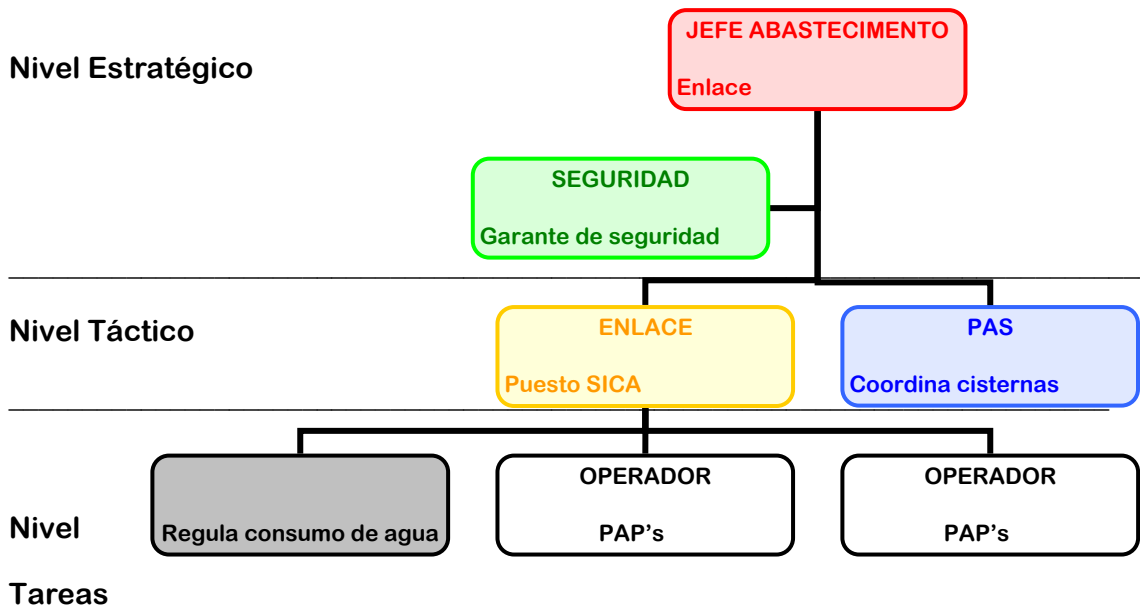 JEFE ABASTECIMENTO
Nivel Estratégico
Enlace
SEGURIDAD
Garante de seguridad
Nivel Táctico
ENLACE
PAS
Puesto SICA
Coordina cisternas
OPERADOR
OPERADOR
Nivel
Regula consumo de agua
PAP's
PAP's
Tareas